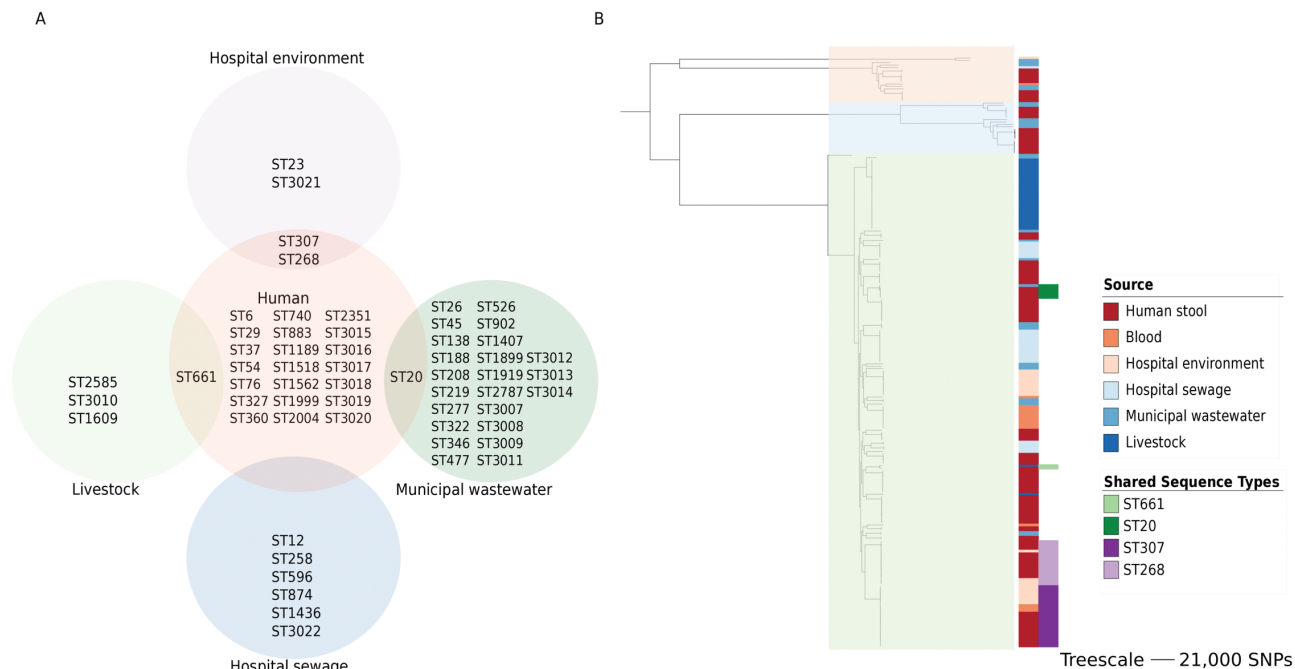 A
Hospital environment
ST23
ST3021
ST307
ST268
Human
ST6 ST740 ST2351
ST29 ST883 ST3015
ST37 ST1189 ST3016
ST54 ST1518 ST3017
ST76 ST1562 ST3018
ST327 ST1999 ST3019
ST360 ST2004 ST3020
ST661
ST20
ST2585
ST3010
ST1609
Livestock
ST26 ST526
ST45 ST902
ST138 ST1407
ST188 ST1899 ST3012
ST208 ST1919 ST3013
ST219 ST2787 ST3014
ST277 ST3007
ST322 ST3008
ST346 ST3009
ST477 ST3011
Municipal wastewater
ST12
ST258
ST596
ST874
ST1436
ST3022
Hospital sewage
B
Source
Human stool
Blood
Hospital environment
Hospital sewage
Municipal wastewater
Livestock
Shared Sequence Types
ST661
ST20
ST307
ST268
Treescale 21,000 SNPs